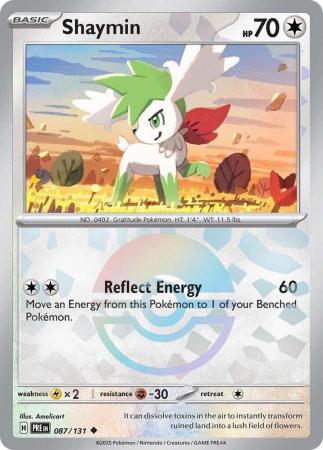 BASIC
Shaymin
HP 70
NO. 0492 Gratitude Pokémon HT: 1'4" WT: 11.5 lbs
Reflect Energy 60
Move an Energy from this Pokémon to 1 of your Benched
Pokémon.
weakness × 2 resistance -30 retreat
Illus. Amelicart
H PRE EN 087/131
It can dissolve toxins in the air to instantly transform
ruined land into a lush field of flowers.
©2025 Pokémon / Nintendo / Creatures / GAME FREAK